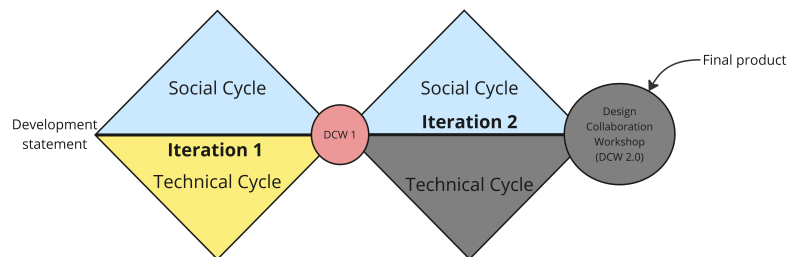 Development
statement
Social Cycle
Iteration 1
Technical Cycle
DCW 1
Social Cycle
Iteration 2
Technical Cycle
Design
Collaboration
Workshop
(DCW 2.0)
Final product